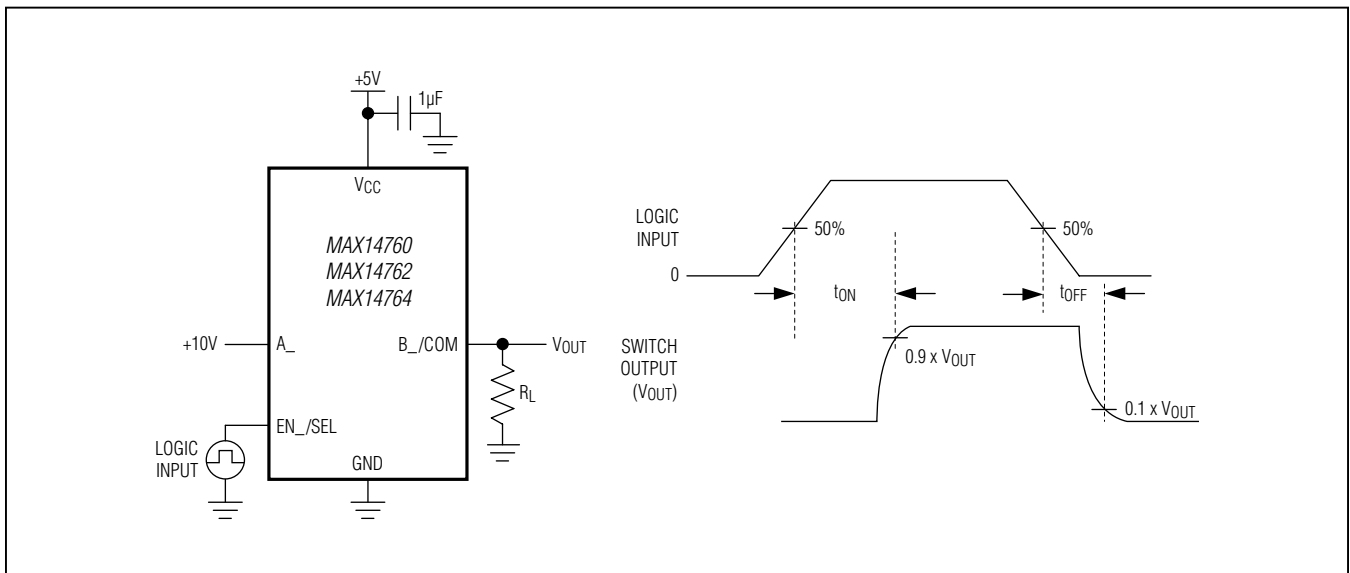 +5V
1µF
VCC
MAX14760
MAX14762
MAX14764
+10V
A_
B_/COM
VOUT
RL
EN_/SEL
LOGIC
INPUT
GND
LOGIC
INPUT
50%
50%
0
tON
tOFF
SWITCH
OUTPUT
(VOUT)
0.9 x VOUT
0.1 x VOUT